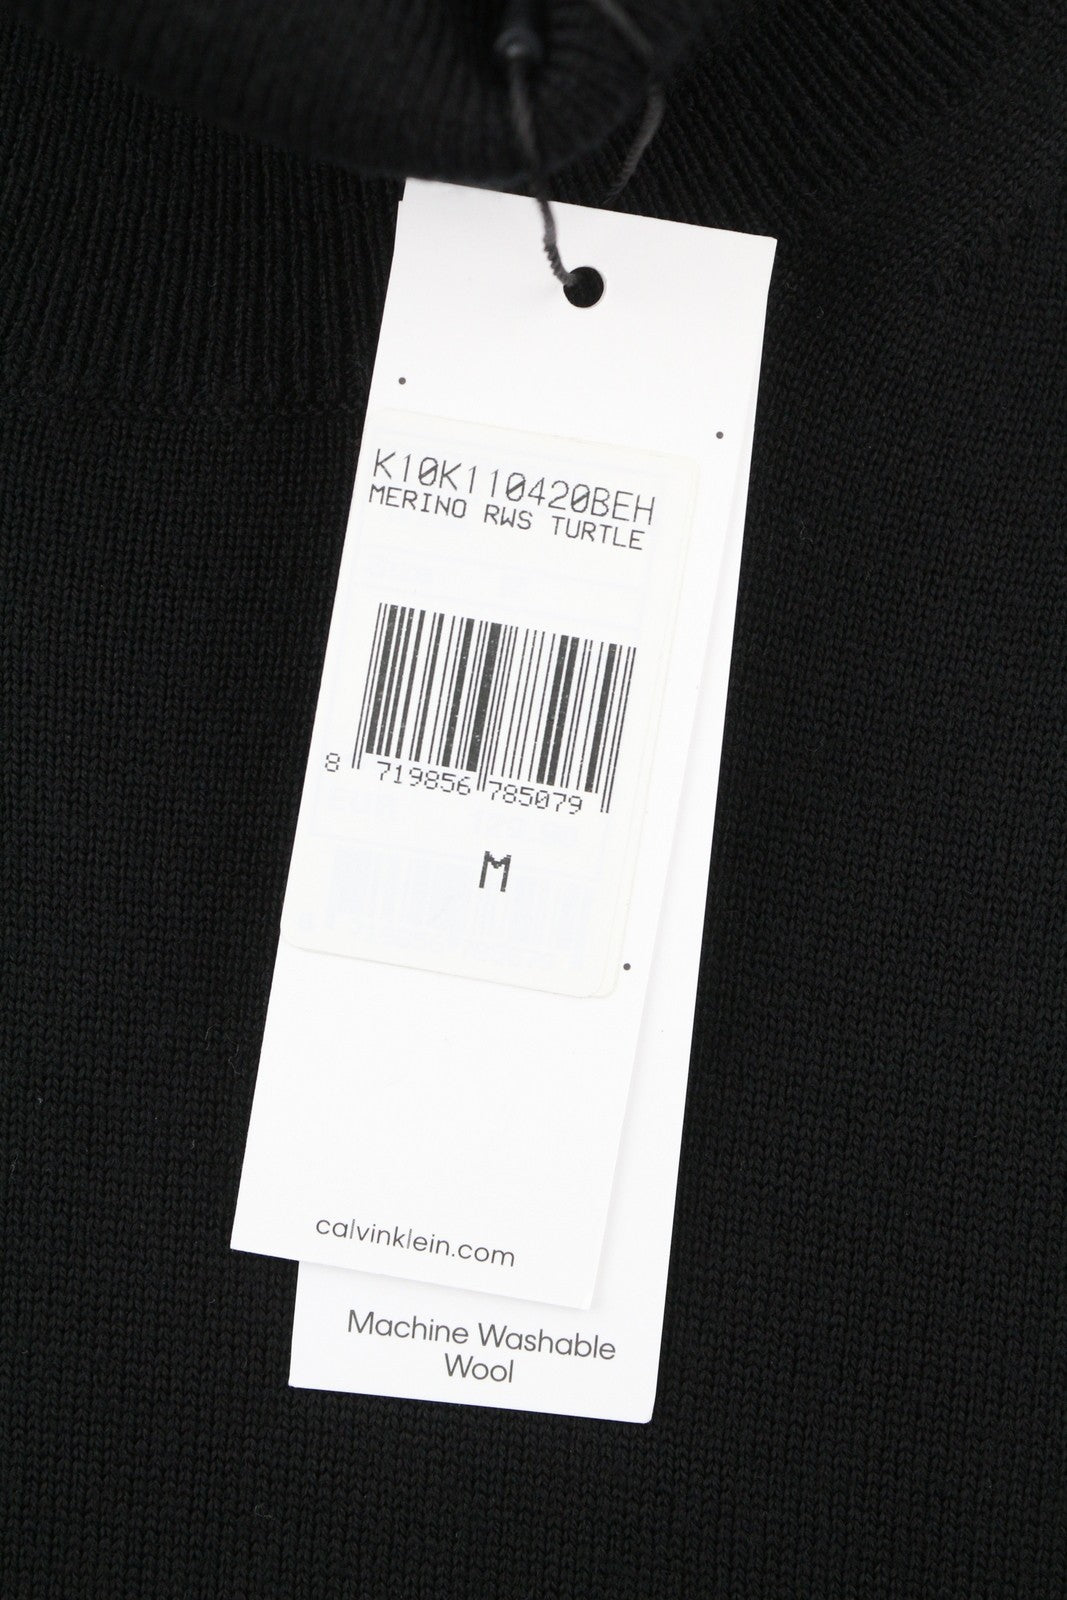 K10K110420BEH
MERINO RWS TURTLE
8 719856 785079
M
calvinklein.com
Machine Washable
Wool